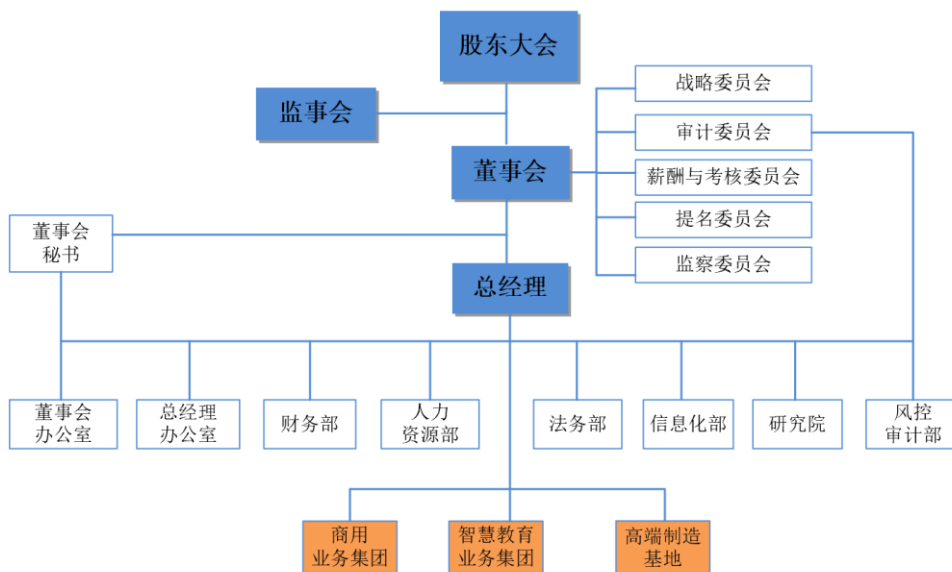 股东大会
监事会
董事会
战略委员会
审计委员会
薪酬与考核委员会
提名委员会
监察委员会
董事会
秘书
总经理
董事会
办公室
总经理
办公室
财务部
人力
资源部
法务部
信息化部
研究院
风控
审计部
商用
业务集团
智慧教育
业务集团
高端制造
基地